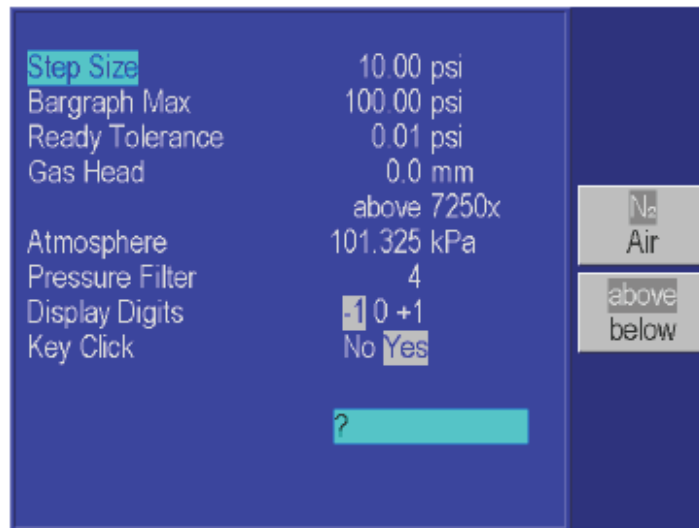 Step Size 10.00 psi
Bargraph Max 100.00 psi
Ready Tolerance 0.01 psi
Gas Head 0.0 mm
above 7250x
Atmosphere 101.325 kPa
Pressure Filter 4
Display Digits -1 0 +1
Key Click No Yes
?
N₂
Air
above
below